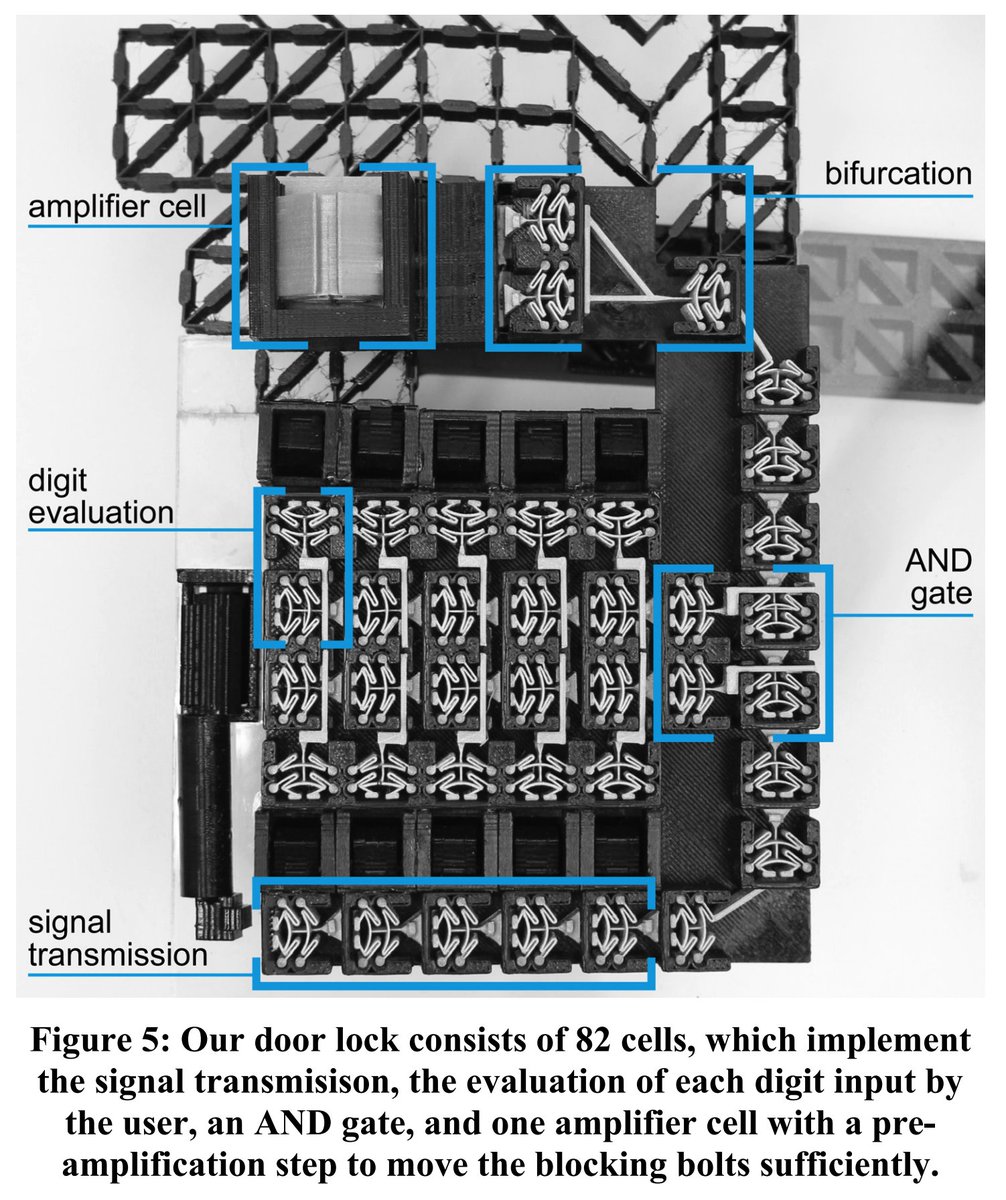 amplifier cell
bifurcation
digit
evaluation
AND
gate
signal
transmission
Figure 5: Our door lock consists of 82 cells, which implement
the signal transmisison, the evaluation of each digit input by
the user, an AND gate, and one amplifier cell with a pre-
amplification step to move the blocking bolts sufficiently.